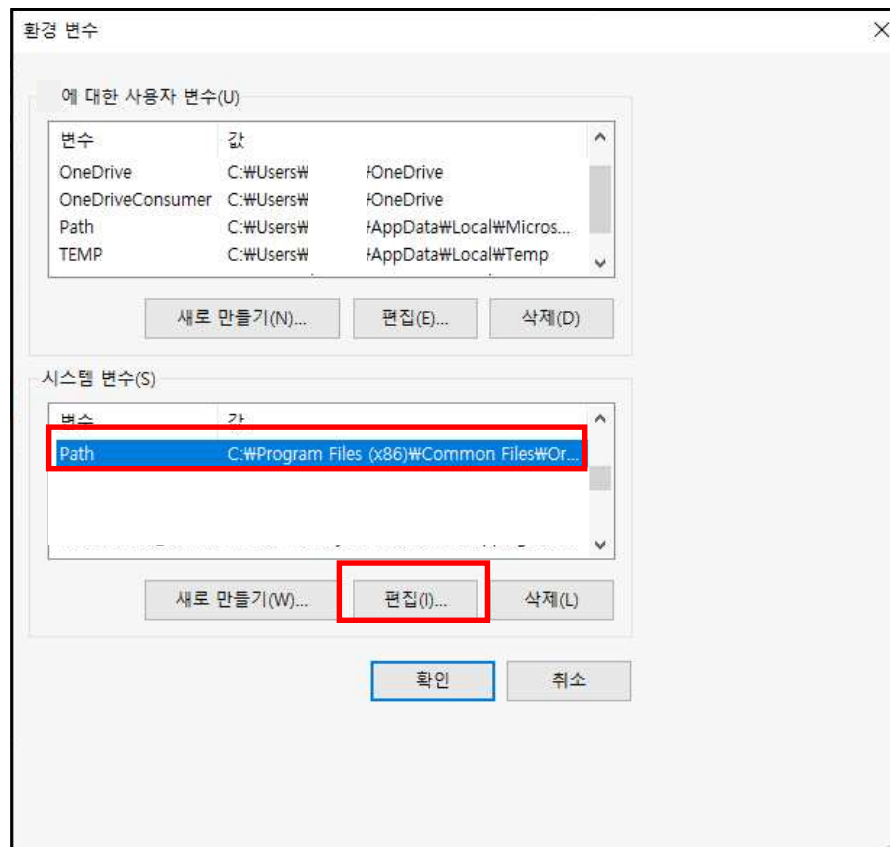 환경 변수
에 대한 사용자 변수(U)
변수 값
OneDrive C:₩Users₩ ₩OneDrive
OneDriveConsumer C:₩Users₩ ₩OneDrive
Path C:₩Users₩ ₩AppData₩Local₩Micros...
TEMP C:₩Users₩ ₩AppData₩Local₩Temp
새로 만들기(N)... 편집(E)... 삭제(D)
시스템 변수(S)
변수 값
Path C:₩Program Files (x86)₩Common Files₩Or...
새로 만들기(W)... 편집(I)... 삭제(L)
확인 취소